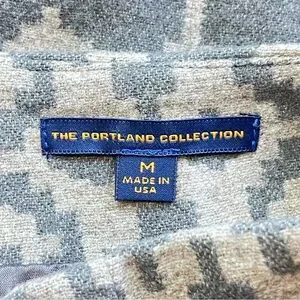 THE PORTLAND COLLECTION
M
MADE IN
USA